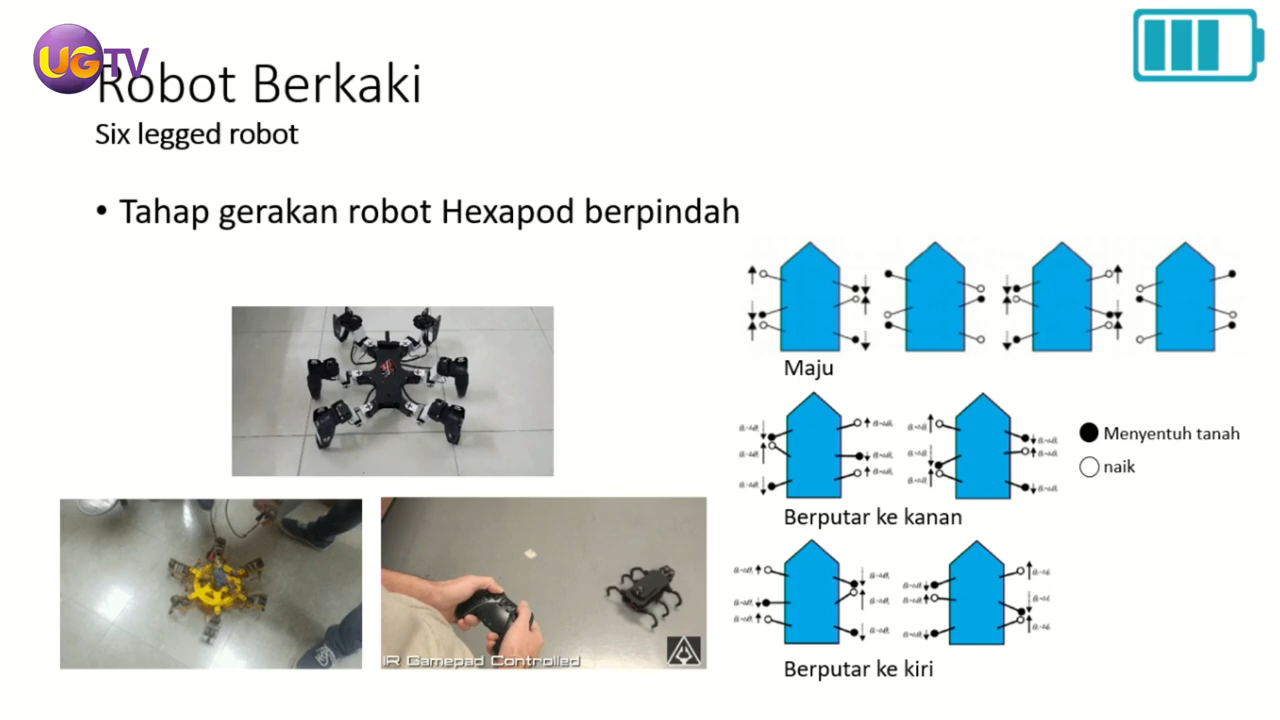 UGTV
Robot Berkaki
Six legged robot
• Tahap gerakan robot Hexapod berpindah
Maju
Menyentuh tanah
naik
Berputar ke kanan
Berputar ke kiri
IR Gamepad Controlled